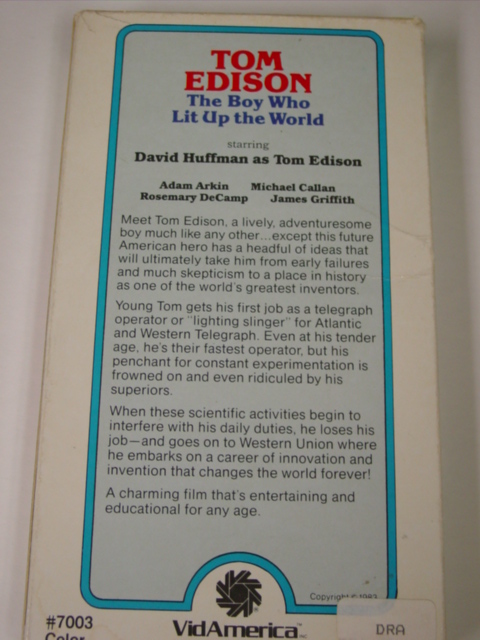 TOM
EDISON
The Boy Who
Lit Up the World
starring
David Huffman as Tom Edison
Adam Arkin Michael Callan
Rosemary DeCamp James Griffith
Meet Tom Edison, a lively, adventuresome
boy much like any other...except this future
American hero has a headful of ideas that
will ultimately take him from early failures
and much skepticism to a place in history
as one of the world's greatest inventors.
Young Tom gets his first job as a telegraph
operator or "lighting slinger" for Atlantic
and Western Telegraph. Even at his tender
age, he's their fastest operator, but his
penchant for constant experimentation is
frowned on and even ridiculed by his
superiors.
When these scientific activities begin to
interfere with his daily duties, he loses his
job—and goes on to Western Union where
he embarks on a career of innovation and
invention that changes the world forever!
A charming film that's entertaining and
educational for any age.
Copyright © 1983
#7003
Color
VidAmerica
DRA